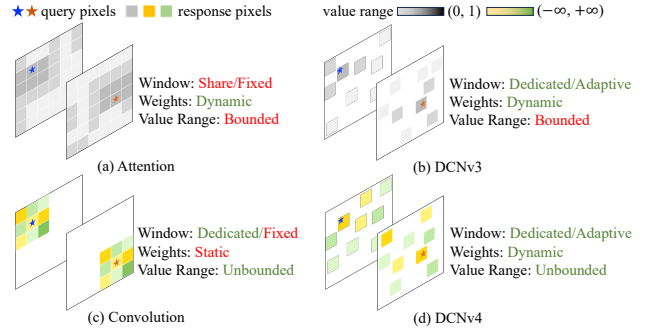 query pixels response pixels value range (0, 1) (−∞, +∞)
Window: Share/Fixed
Weights: Dynamic
Value Range: Bounded
(a) Attention
Window: Dedicated/Adaptive
Weights: Dynamic
Value Range: Bounded
(b) DCNv3
Window: Dedicated/Fixed
Weights: Static
Value Range: Unbounded
(c) Convolution
Window: Dedicated/Adaptive
Weights: Dynamic
Value Range: Unbounded
(d) DCNv4